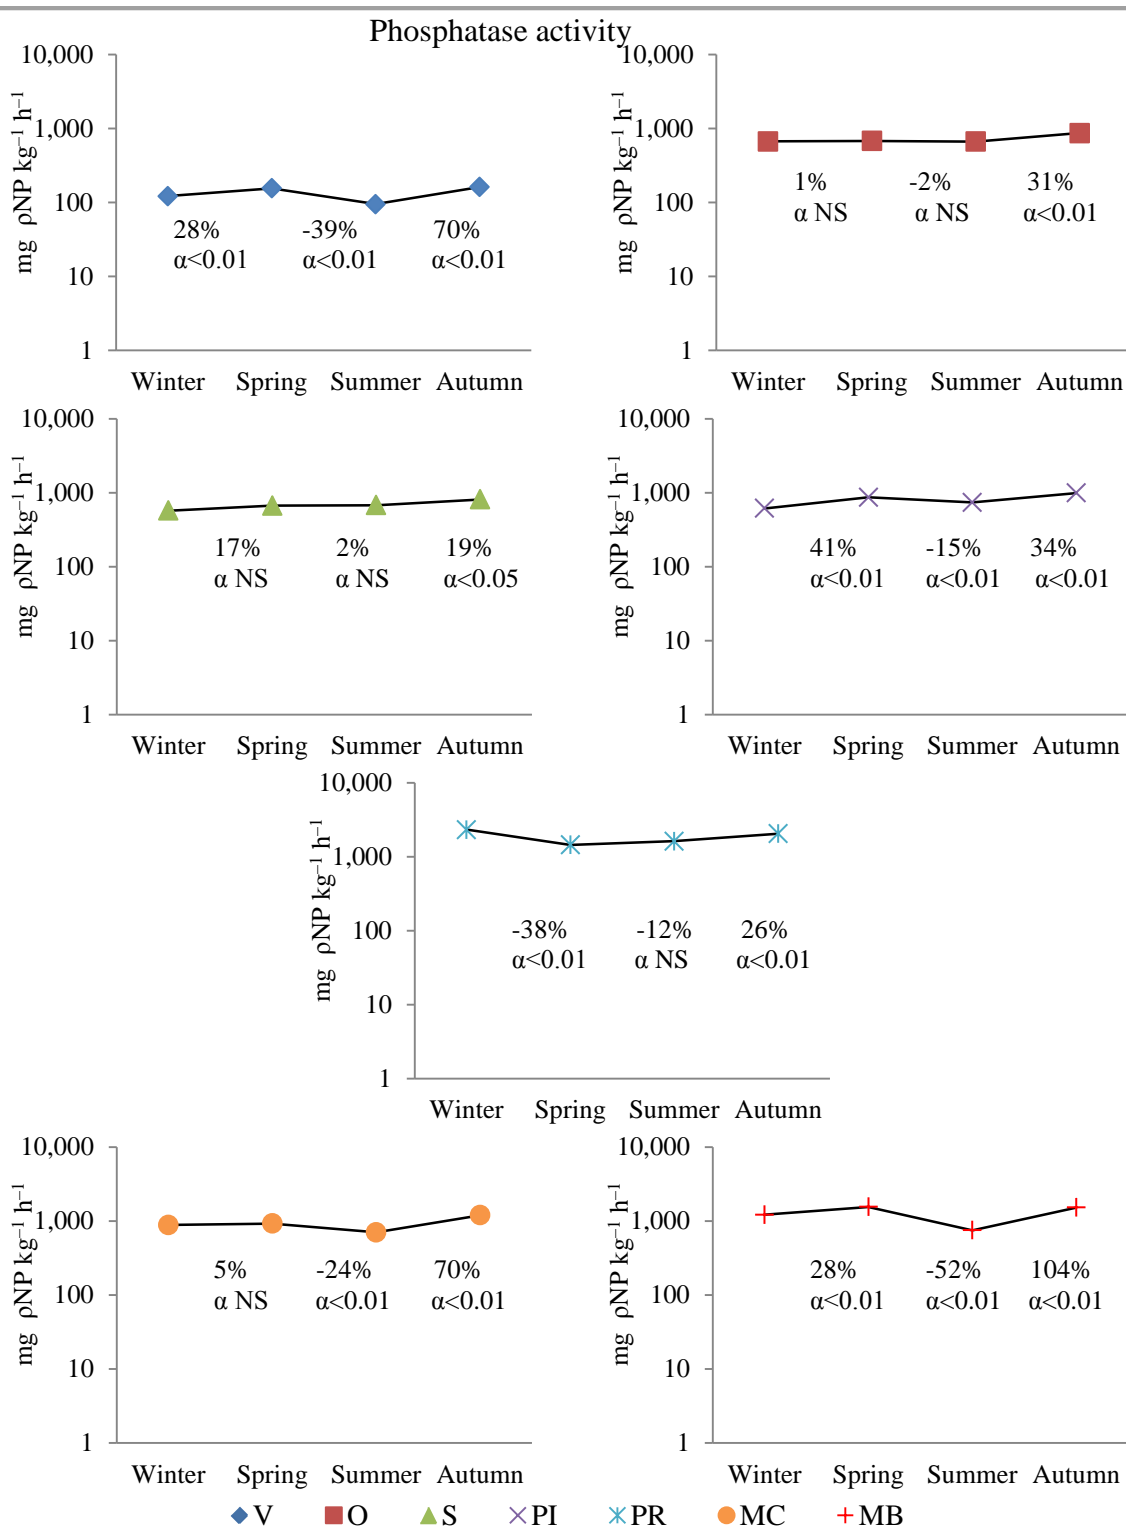 Phosphatase activity
10,000
1,000
100
10
1
mg ρNP kg⁻¹ h⁻¹
28% -39% 70%
α<0.01 α<0.01 α<0.01
Winter Spring Summer Autumn
10,000
1,000
100
10
1
mg ρNP kg⁻¹ h⁻¹
1% -2% 31%
α NS α NS α<0.01
Winter Spring Summer Autumn
10,000
1,000
100
10
1
mg ρNP kg⁻¹ h⁻¹
17% 2% 19%
α NS α NS α<0.05
Winter Spring Summer Autumn
10,000
1,000
100
10
1
mg ρNP kg⁻¹ h⁻¹
41% -15% 34%
α<0.01 α<0.01 α<0.01
Winter Spring Summer Autumn
10,000
1,000
100
10
1
mg ρNP kg⁻¹ h⁻¹
-38% -12% 26%
α<0.01 α NS α<0.01
Winter Spring Summer Autumn
10,000
1,000
100
10
1
mg ρNP kg⁻¹ h⁻¹
5% -24% 70%
α NS α<0.01 α<0.01
Winter Spring Summer Autumn
10,000
1,000
100
10
1
mg ρNP kg⁻¹ h⁻¹
28% -52% 104%
α<0.01 α<0.01 α<0.01
Winter Spring Summer Autumn
V O S PI PR MC MB